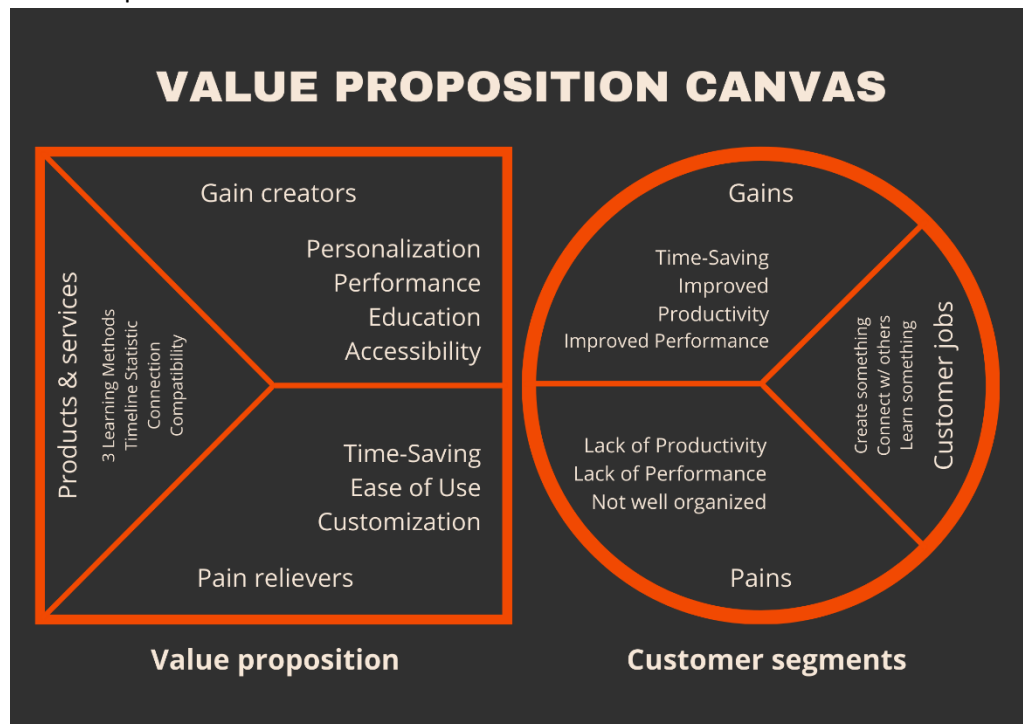 VALUE PROPOSITION CANVAS
Gain creators
Personalization
Performance
Education
Accessibility
Products & services
3 Learning Methods
Timeline Statistic
Connection
Compatibility
Time-Saving
Ease of Use
Customization
Pain relievers
Value proposition
Gains
Time-Saving
Improved
Productivity
Improved Performance
Create something
Connect w/ others
Learn something
Customer jobs
Lack of Productivity
Lack of Performance
Not well organized
Pains
Customer segments